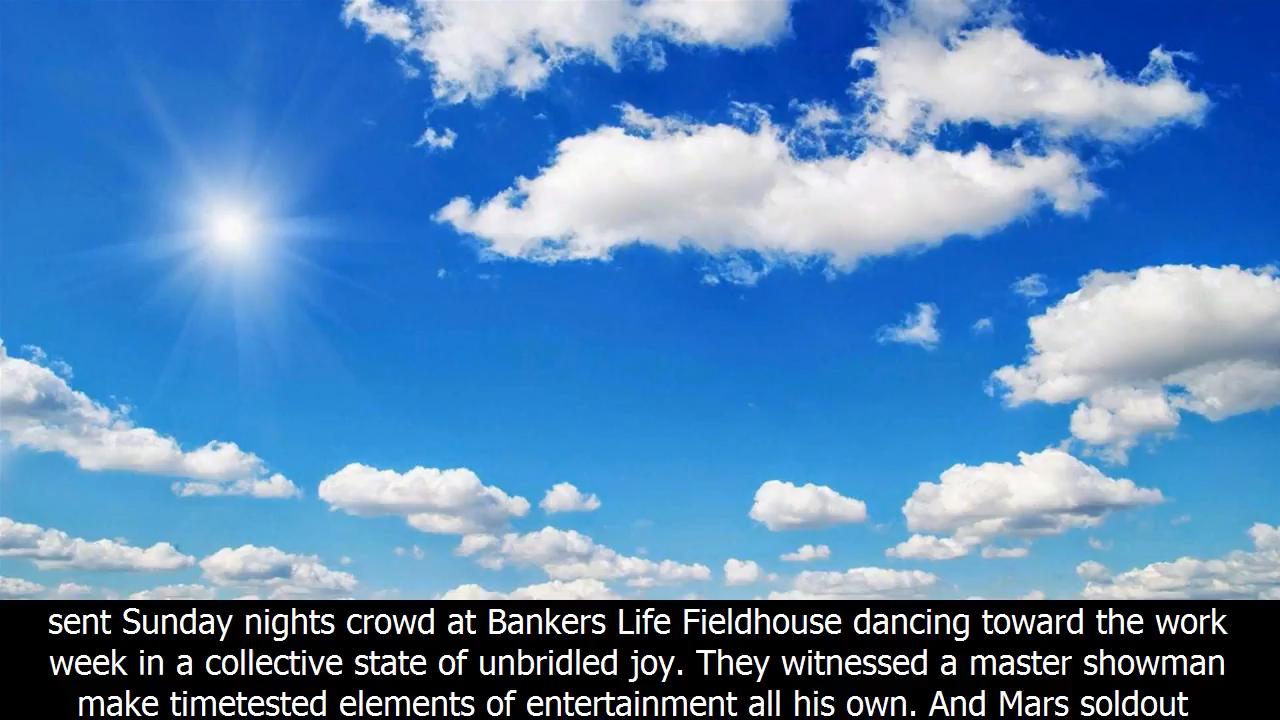 sent Sunday nights crowd at Bankers Life Fieldhouse dancing toward the work
week in a collective state of unbridled joy. They witnessed a master showman
make timetested elements of entertainment all his own. And Mars soldout